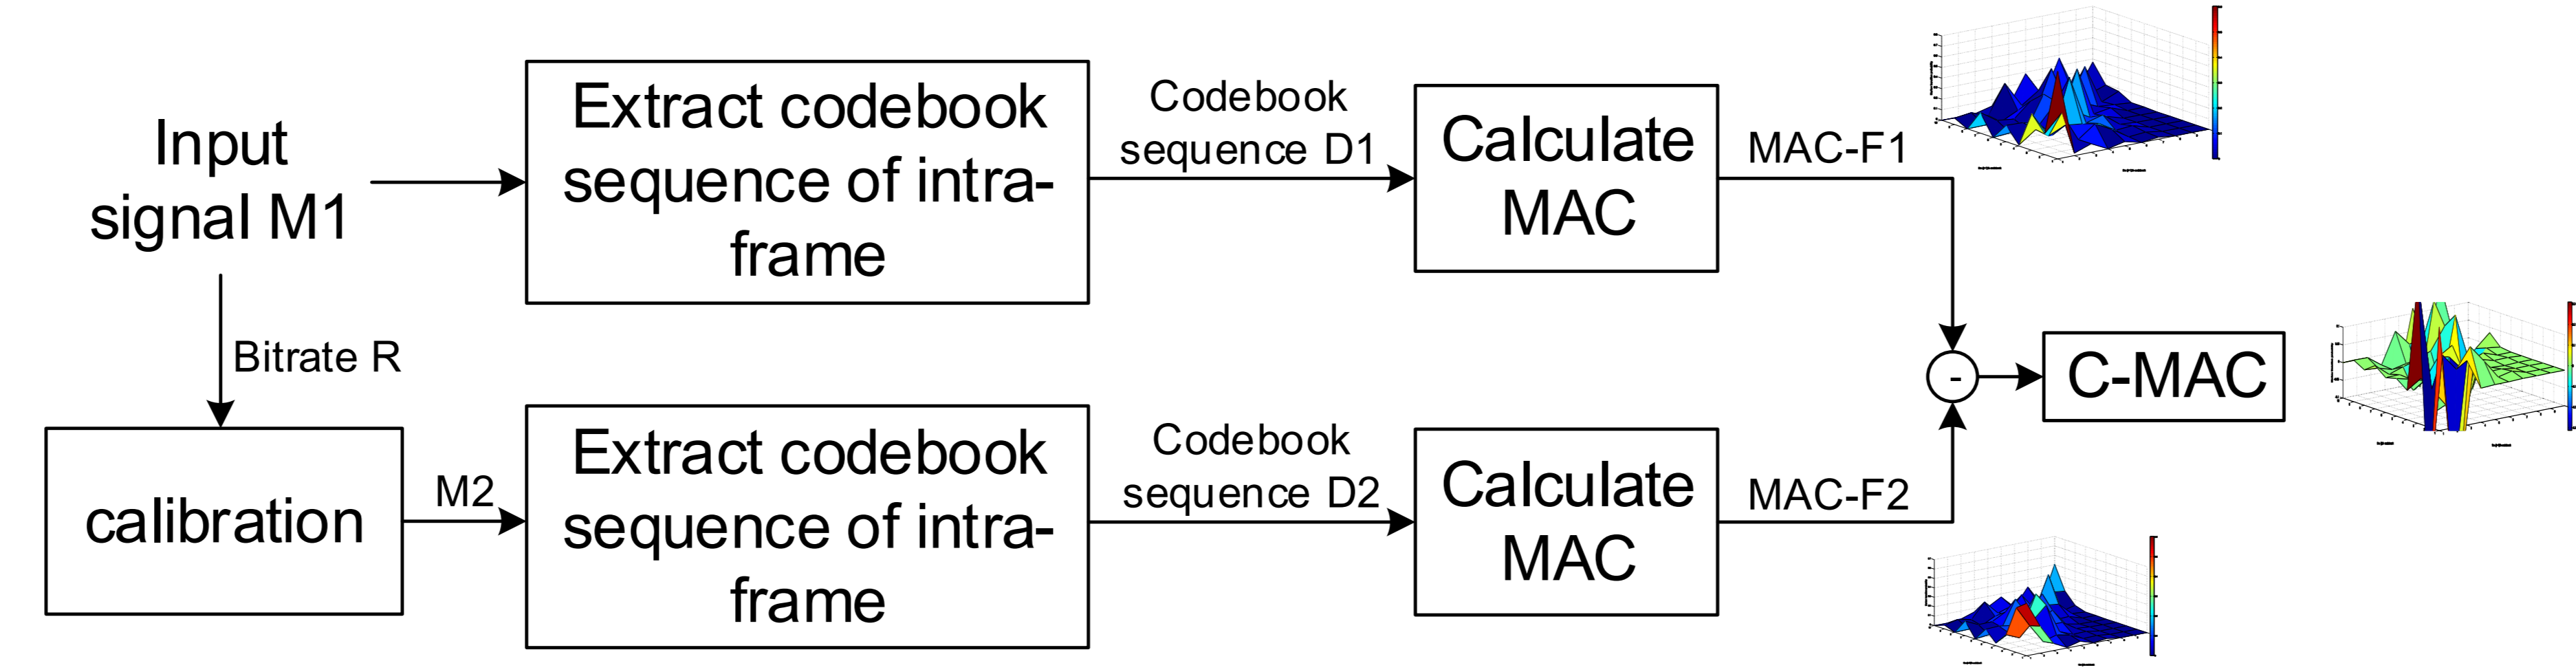 Input
signal M1
Extract codebook
sequence of intra-
frame
Codebook
sequence D1
Calculate
MAC
MAC-F1
Bitrate R
calibration
M2
Extract codebook
sequence of intra-
frame
Codebook
sequence D2
Calculate
MAC
MAC-F2
-
C-MAC